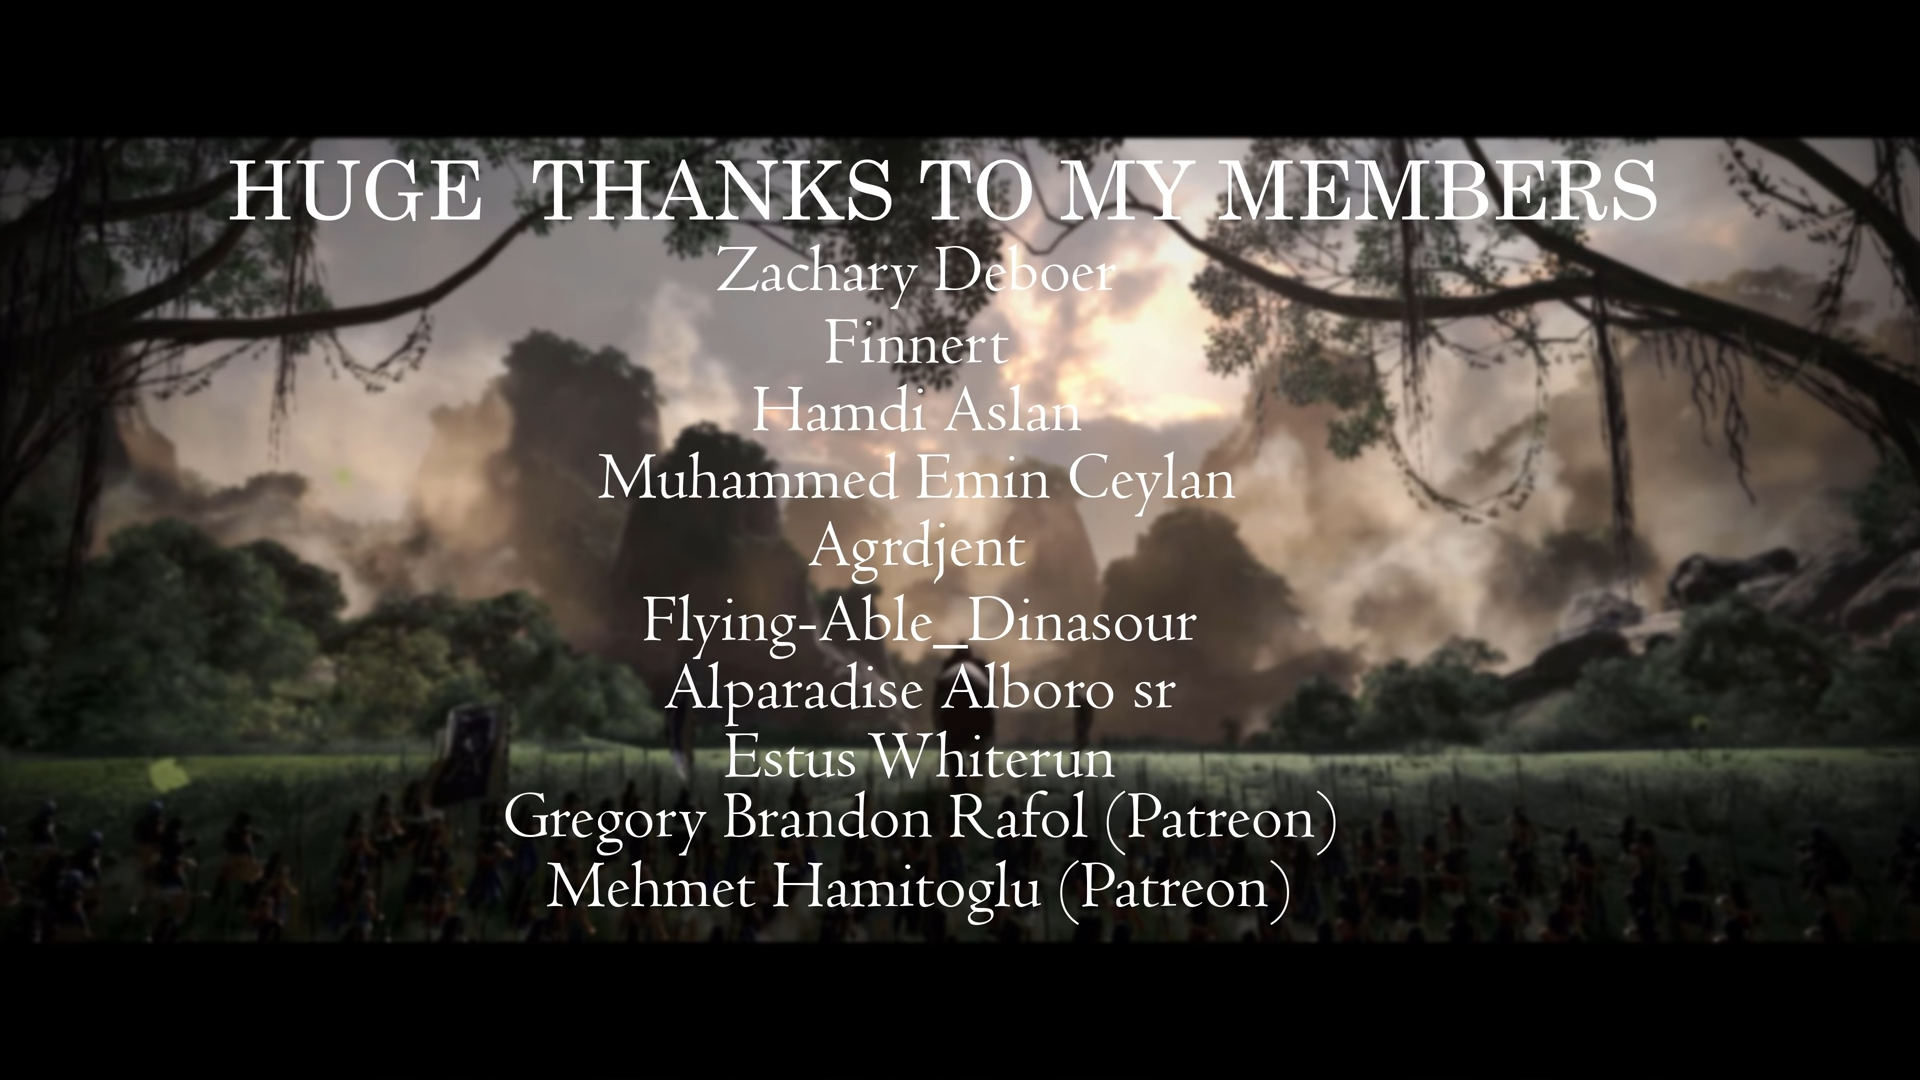 HUGE THANKS TO MY MEMBERS
Zachary Deboer
Finnert
Hamdi Aslan
Muhammed Emin Ceylan
Agrdjent
Flying-Able_Dinasour
Alparadise Alboro sr
Estus Whiterun
Gregory Brandon Rafol (Patreon)
Mehmet Hamitoglu (Patreon)